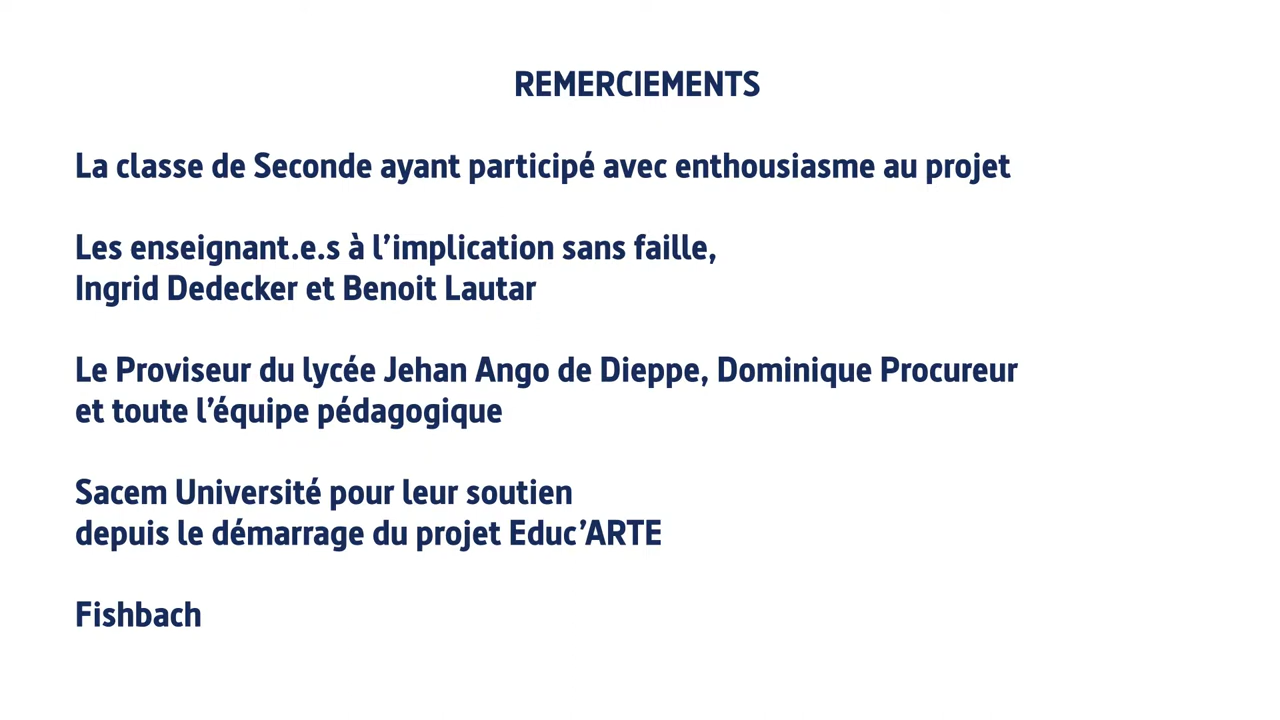 REMERCIEMENTS
La classe de Seconde ayant participé avec enthousiasme au projet
Les enseignant.e.s à l’implication sans faille,
Ingrid Dedecker et Benoit Lautar
Le Proviseur du lycée Jehan Ango de Dieppe, Dominique Procureur
et toute l’équipe pédagogique
Sacem Université pour leur soutien
depuis le démarrage du projet Educ’ARTE
Fishbach